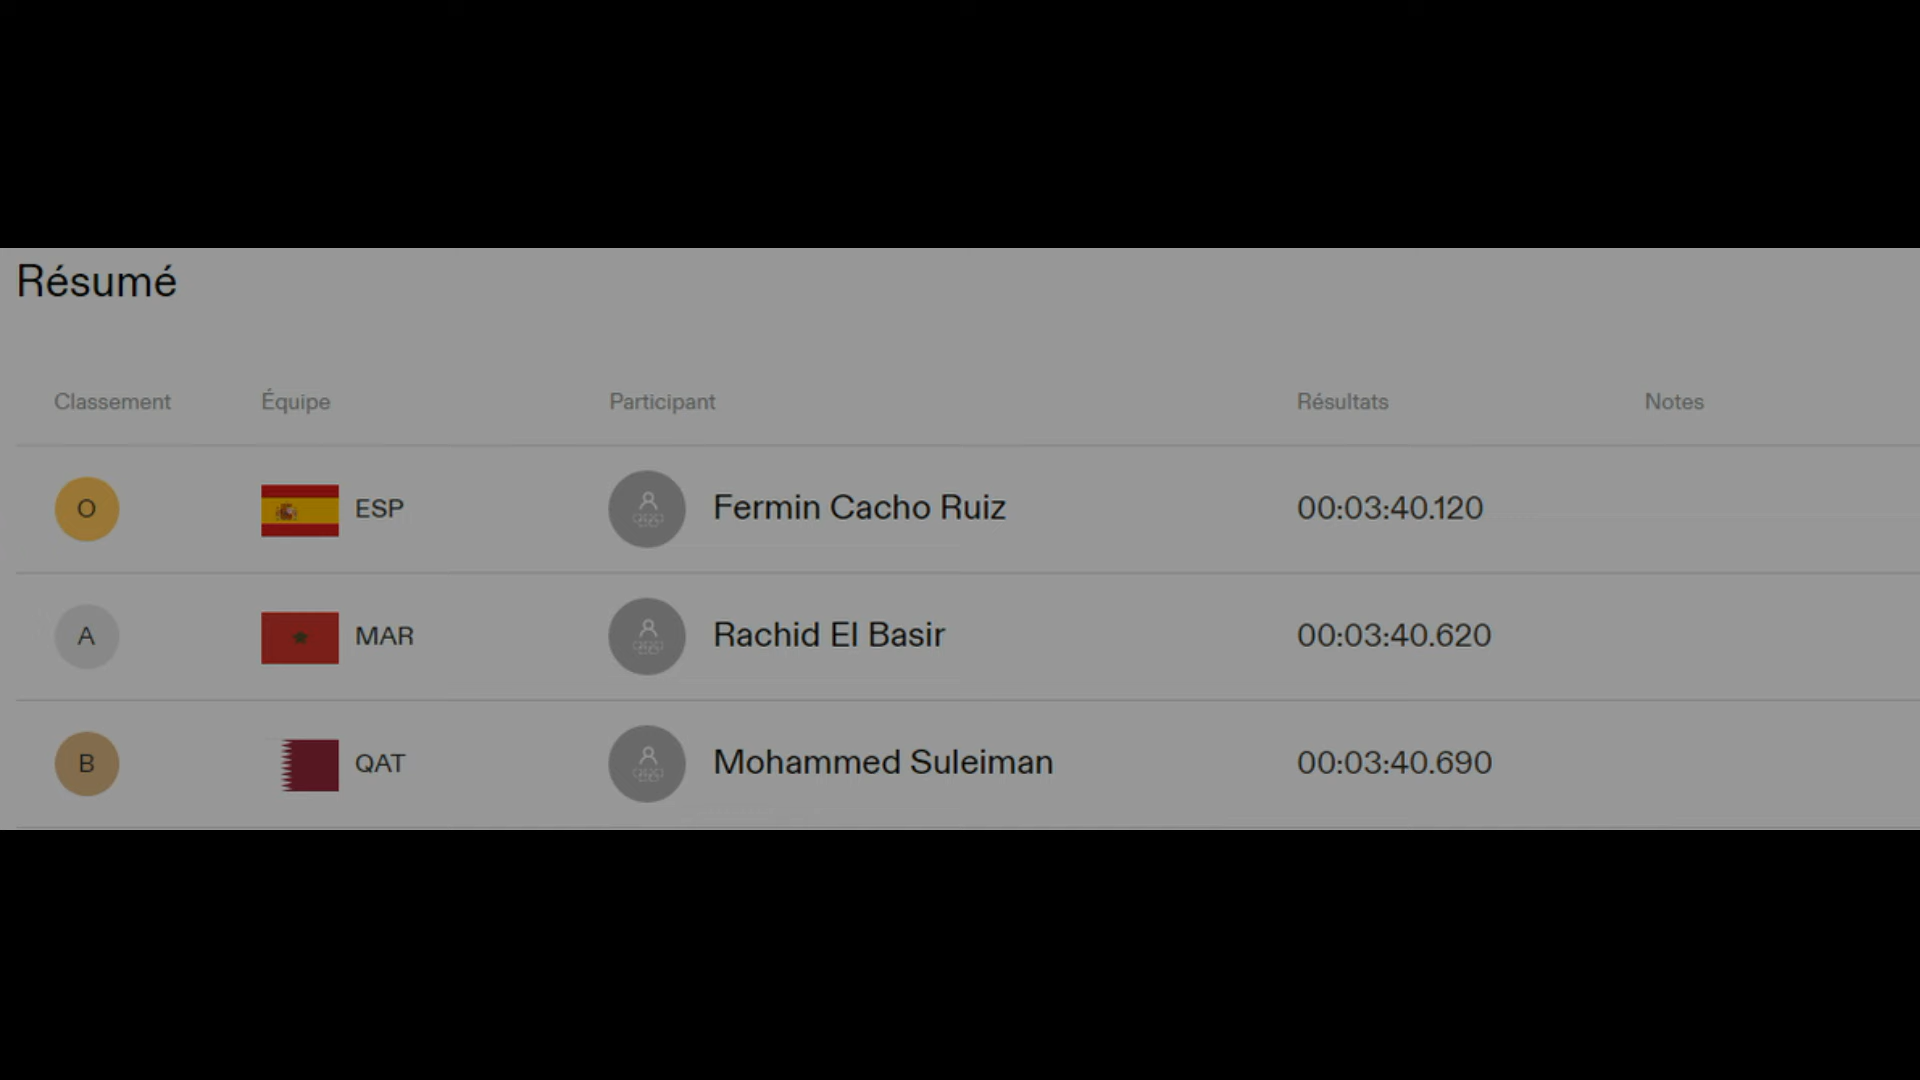 Résumé
Classement Équipe Participant Résultats Notes
O ESP Fermin Cacho Ruiz 00:03:40.120
A MAR Rachid El Basir 00:03:40.620
B QAT Mohammed Suleiman 00:03:40.690